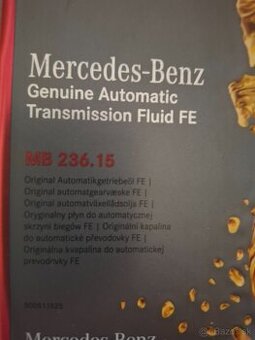 Mercedes-Benz
Genuine Automatic
Transmission Fluid FE
MB 236.15
Original Automatikgetriebeöl FE |
Original automatgearvæske FE |
Original automatväxellådsolja FE |
Oryginalny płyn do automatycznej
skrzyni biegów FE | Originální kapalina
do automatické převodovky FE |
Originálna kvapalina do automatickej
prevodovky FE
Mercedes-Benz